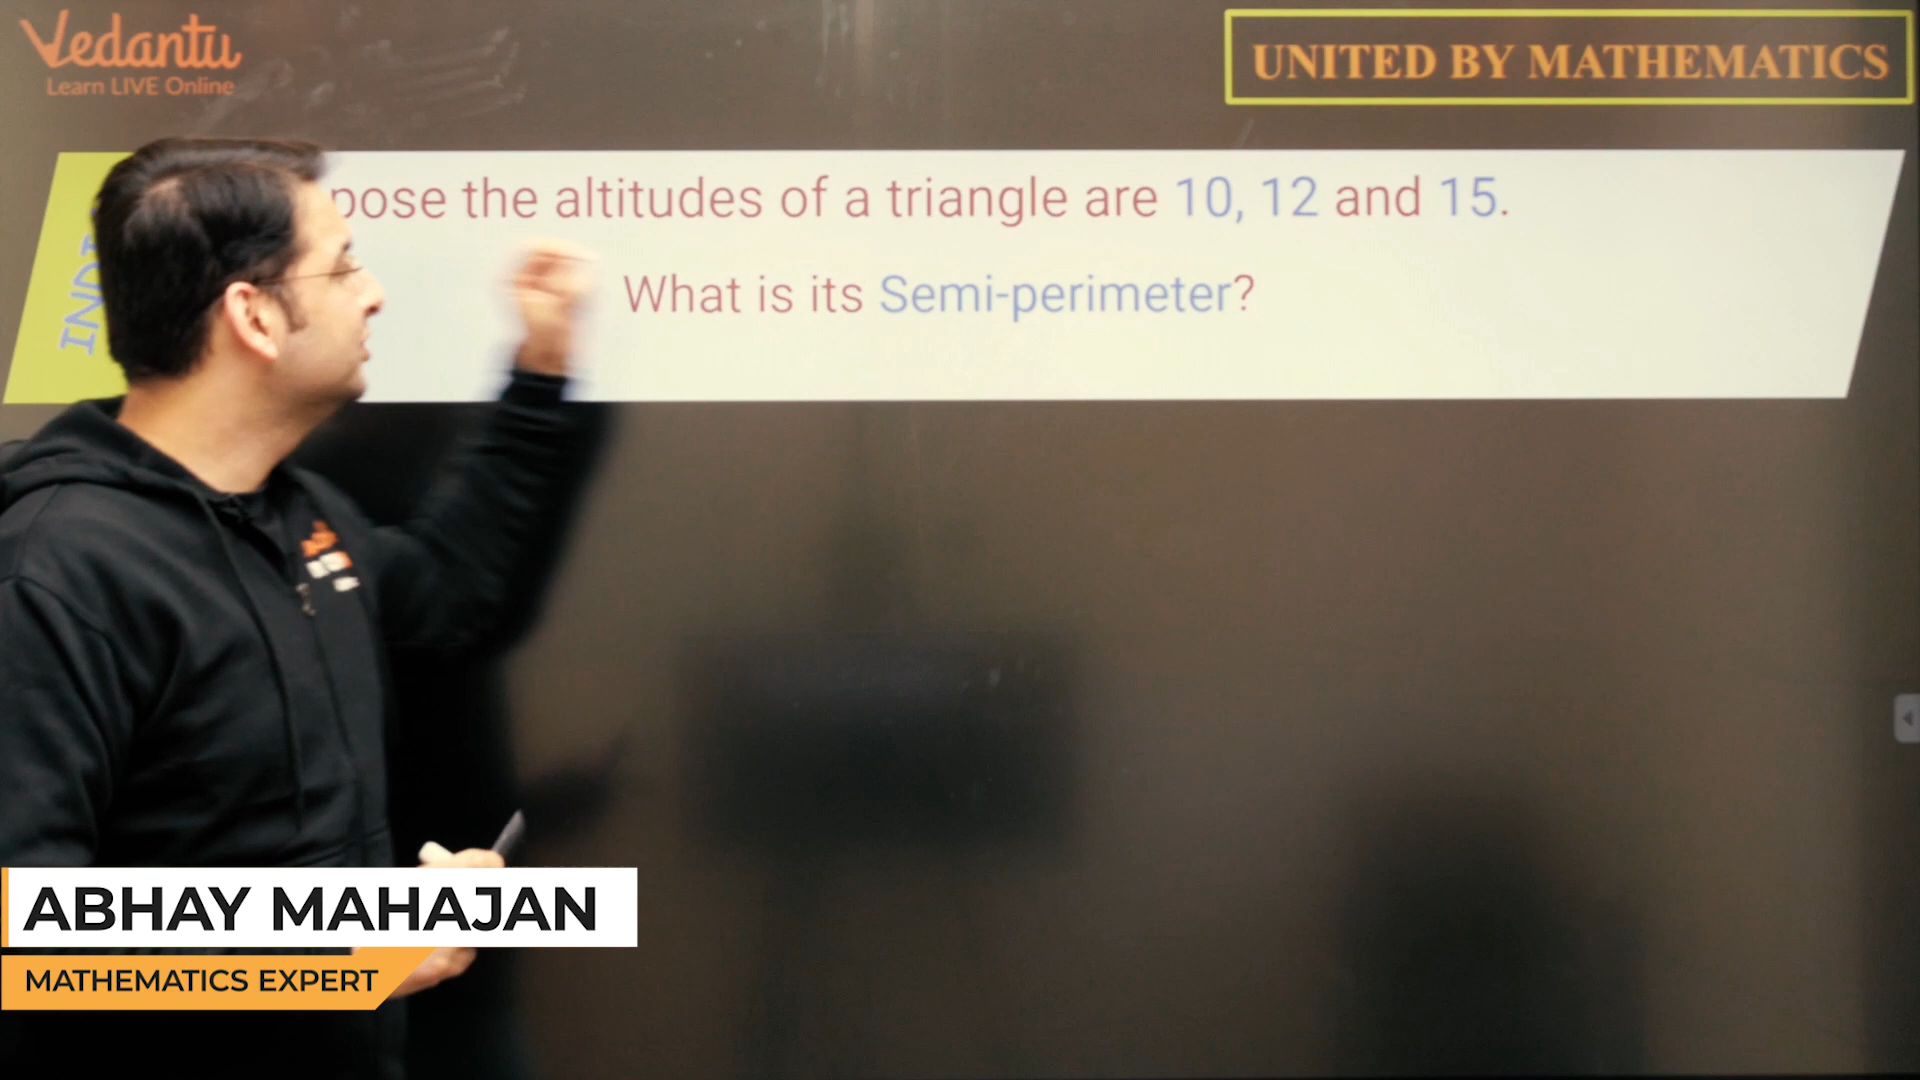 Vedantu
Learn LIVE Online
UNITED BY MATHEMATICS
the altitudes of a triangle are 10, 12 and 15.
What is its Semi-perimeter?
ABHAY MAHAJAN
MATHEMATICS EXPERT